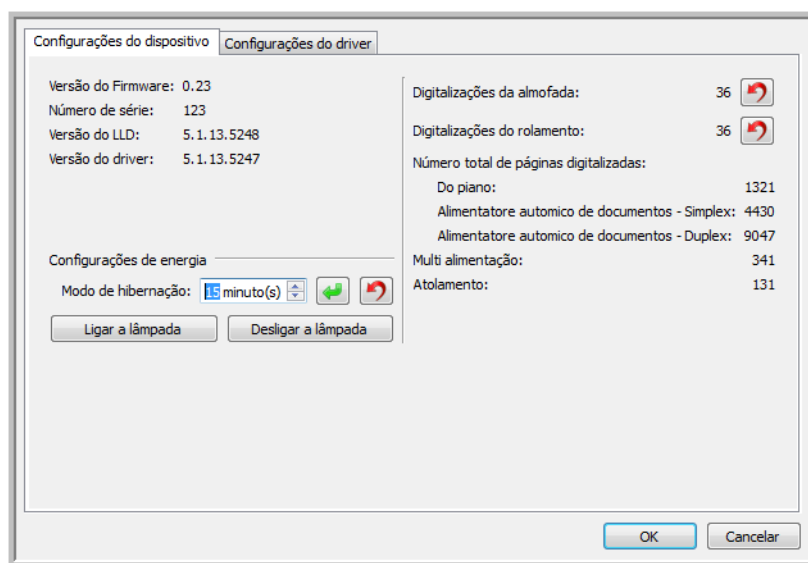 Configurações do dispositivo
Configurações do driver
Versão do Firmware: 0.23
Número de série: 123
Versão do LLD: 5.1.13.5248
Versão do driver: 5.1.13.5247
Configurações de energia
Modo de hibernação: 15 minuto(s)
Ligar a lâmpada
Desligar a lâmpada
Digitalizações da almofada: 36
Digitalizações do rolamento: 36
Número total de páginas digitalizadas:
Do piano: 1321
Alimentatore automico de documentos - Simplex: 4430
Alimentatore automico de documentos - Duplex: 9047
Multi alimentação: 341
Atolamento: 131
OK
Cancelar